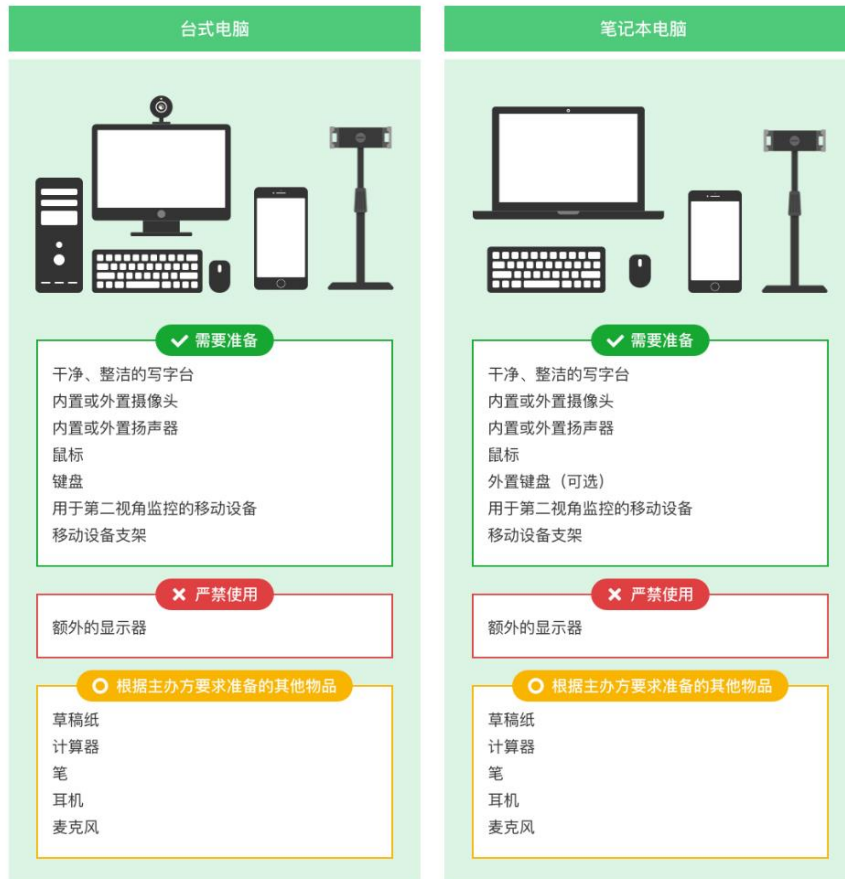 台式电脑
需要准备
干净、整洁的写字台
内置或外置摄像头
内置或外置扬声器
鼠标
键盘
用于第二视角监控的移动设备
移动设备支架
严禁使用
额外的显示器
根据主办方要求准备的其他物品
草稿纸
计算器
笔
耳机
麦克风
笔记本电脑
需要准备
干净、整洁的写字台
内置或外置摄像头
内置或外置扬声器
鼠标
外置键盘（可选）
用于第二视角监控的移动设备
移动设备支架
严禁使用
额外的显示器
根据主办方要求准备的其他物品
草稿纸
计算器
笔
耳机
麦克风